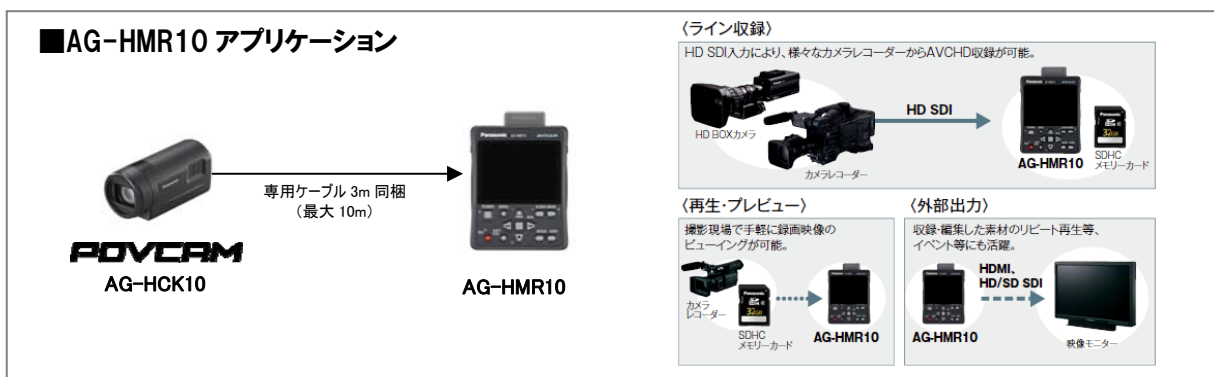 ■AG-HMR10 アプリケーション
専用ケーブル 3m 同梱
（最大 10m）
POVCAM
AG-HCK10
Panasonic
AG-HMR10
〈ライン収録〉
HD SDI入力により、様々なカメラレコーダーからAVCHD収録が可能。
HD BOXカメラ
カメラレコーダー
HD SDI
Panasonic
AG-HMR10
Panasonic
32GB
SDHC
メモリーカード
〈再生・プレビュー〉
撮影現場で手軽に録画映像の
ビューイングが可能。
カメラ
レコーダー
Panasonic
32GB
SDHC
メモリーカード
AG-HMR10
〈外部出力〉
収録・編集した素材のリピート再生等、
イベント等にも活躍。
AG-HMR10
HDMI、
HD/SD SDI
映像モニター